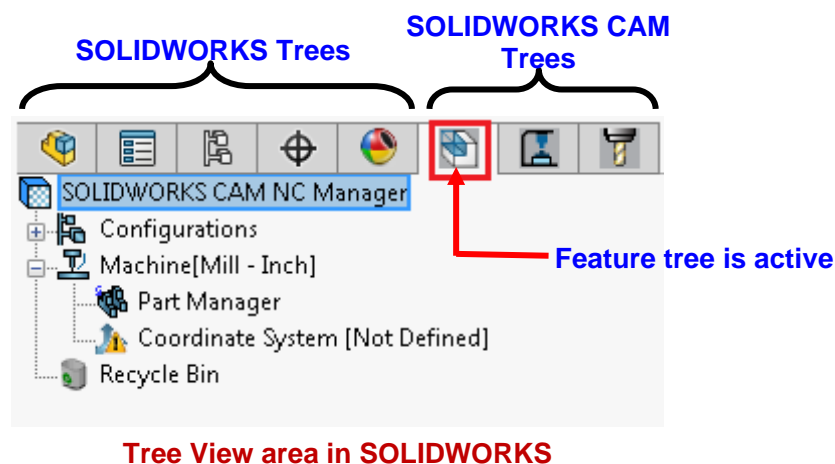 SOLIDWORKS Trees
SOLIDWORKS CAM
Trees
SOLIDWORKS CAM NC Manager
Configurations
Machine[Mill - Inch]
Part Manager
Coordinate System [Not Defined]
Recycle Bin
Feature tree is active
Tree View area in SOLIDWORKS